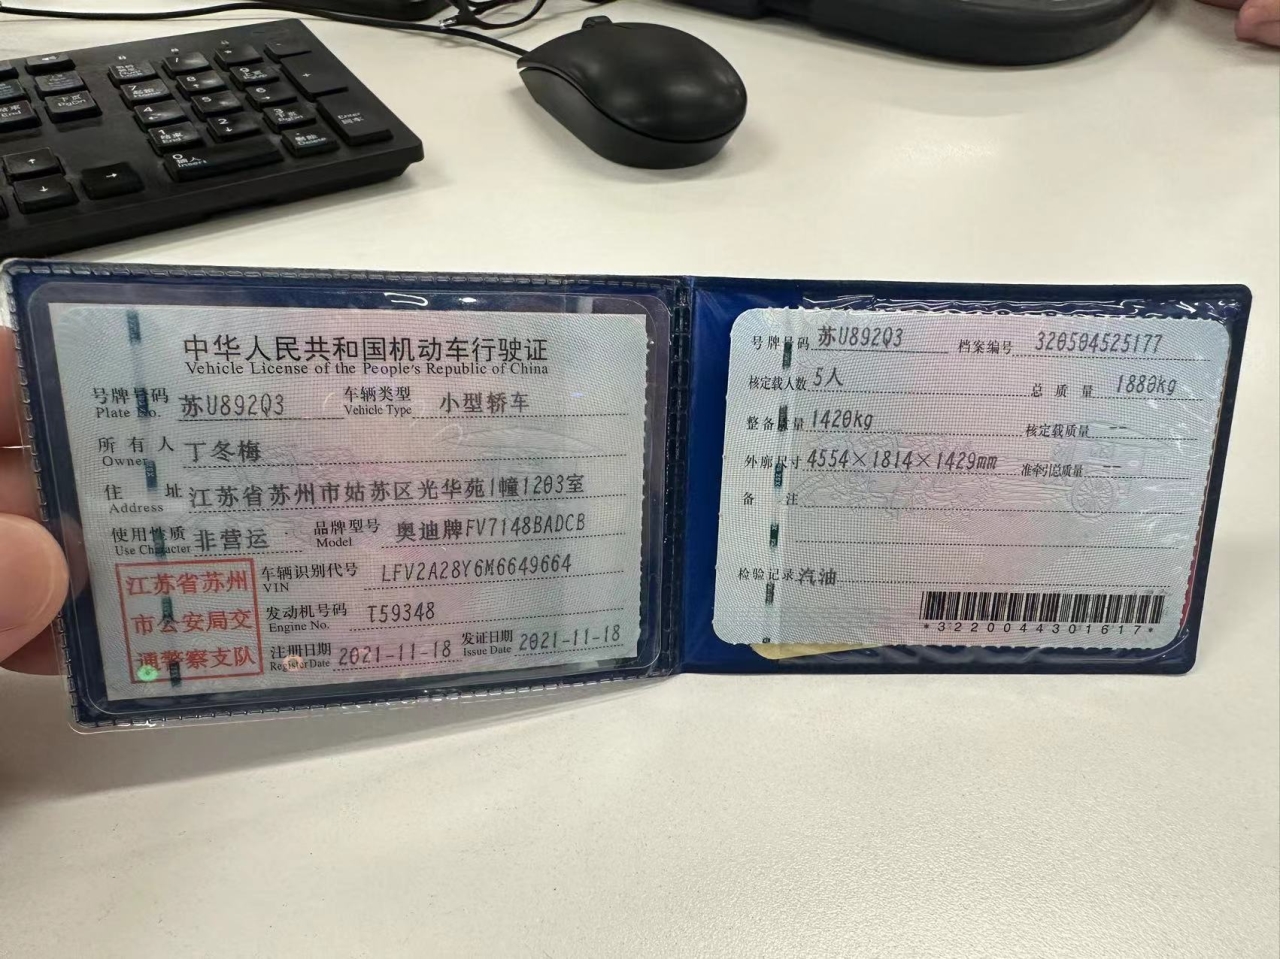 中华人民共和国机动车行驶证
Vehicle License of the People's Republic of China
号牌号码 苏U892Q3 车辆类型 小型轿车
Plate No. Vehicle Type
所有人 丁冬梅
Owner
住址 江苏省苏州市姑苏区光华苑1幢1203室
Address
使用性质 非营运 品牌型号 奥迪牌FV7148BADCB
Use Character Model
江苏省苏州
市公安局交
通警察支队
车辆识别代号 LFV2A28Y6M6649664
VIN
发动机号码 T59348
Engine No.
注册日期 2021-11-18 发证日期 2021-11-18
Register Date Issue Date
号牌号码 苏U892Q3 档案编号 320504525177
核定载人数 5人 总质量 1880kg
整备质量 1420kg 核定载质量 --
外廓尺寸 4554×1814×1429mm 准牵引总质量 --
备注
检验记录 汽油
*3220044301617*